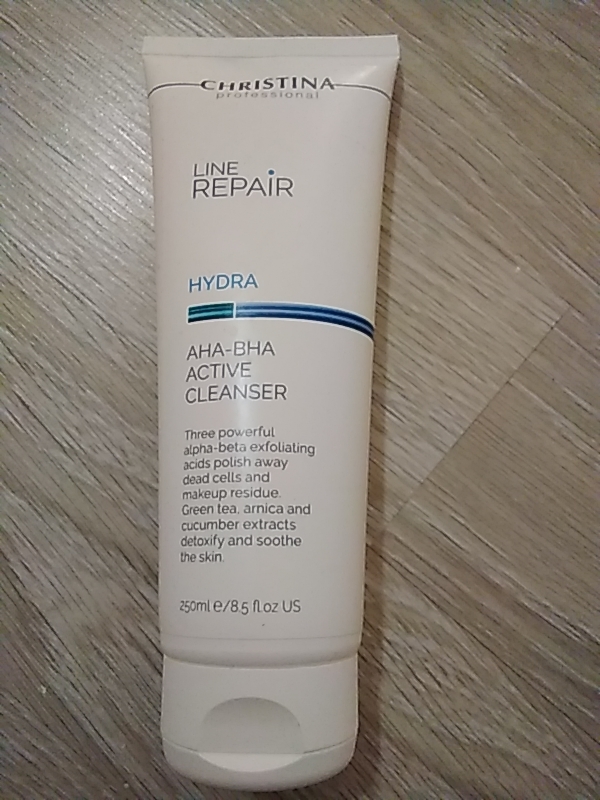 CHRISTINA
professional
LINE
REPAIR
HYDRA
AHA-BHA
ACTIVE
CLEANSER
Three powerful
alpha-beta exfoliating
acids polish away
dead cells and
makeup residue.
Green tea, arnica and
cucumber extracts
detoxify and soothe
the skin.
250ml e/8.5 fl.oz US